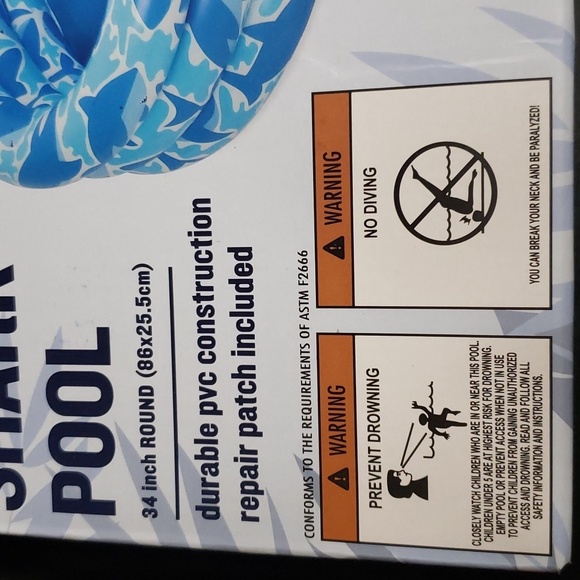 SHARK
POOL
34 inch ROUND (86x25.5cm)
durable pvc construction
repair patch included
CONFORMS TO THE REQUIREMENTS OF ASTM F2666
WARNING
PREVENT DROWNING
CLOSELY WATCH CHILDREN WHO ARE IN OR NEAR THIS POOL.
CHILDREN UNDER 5 ARE AT HIGHEST RISK FOR DROWNING.
EMPTY POOL OR PREVENT ACCESS WHEN NOT IN USE
TO PREVENT CHILDREN FROM GAINING UNAUTHORIZED
ACCESS AND DROWNING. READ AND FOLLOW ALL
SAFETY INFORMATION AND INSTRUCTIONS.
WARNING
NO DIVING
YOU CAN BREAK YOUR NECK AND BE PARALYZED!